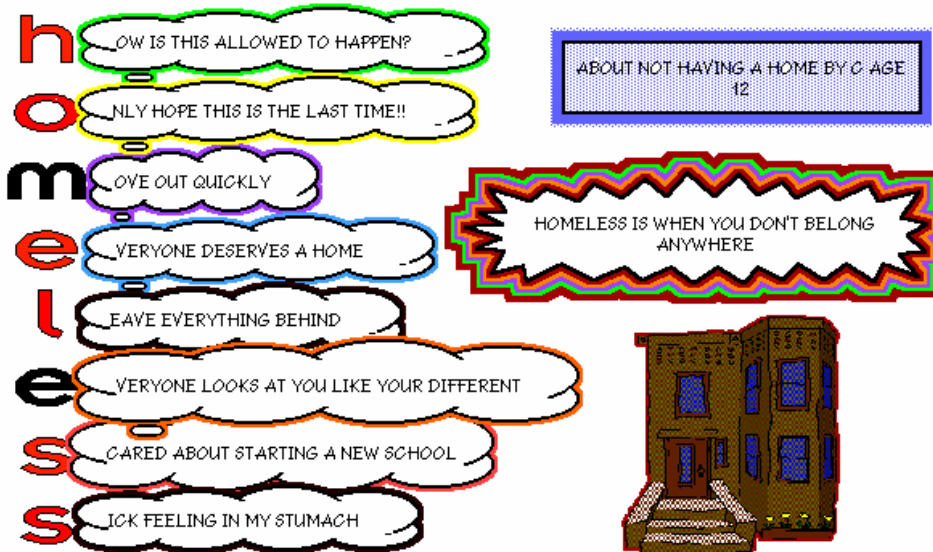 h OW IS THIS ALLOWED TO HAPPEN?
o NLY HOPE THIS IS THE LAST TIME!!
m OVE OUT QUICKLY
e VERYONE DESERVES A HOME
l EAVE EVERYTHING BEHIND
e VERYONE LOOKS AT YOU LIKE YOUR DIFFERENT
s CARED ABOUT STARTING A NEW SCHOOL
s ICK FEELING IN MY STUMACH
ABOUT NOT HAVING A HOME BY C AGE
12
HOMELESS IS WHEN YOU DON'T BELONG
ANYWHERE